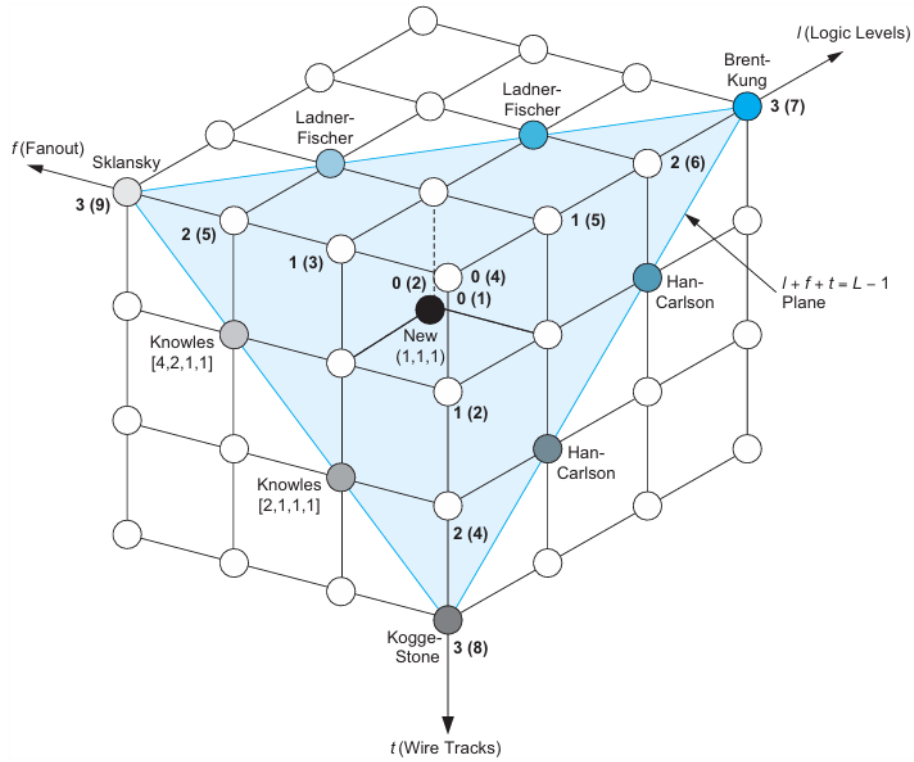 l (Logic Levels)
Brent-
Kung
3 (7)
Ladner-
Fischer
Ladner-
Fischer
f (Fanout)
Sklansky
3 (9)
2 (6)
2 (5)
1 (5)
1 (3)
0 (2)
0 (4)
0 (1)
New
(1,1,1)
Han-
Carlson
l + f + t = L – 1
Plane
Knowles
[4,2,1,1]
1 (2)
Han-
Carlson
Knowles
[2,1,1,1]
2 (4)
Kogge-
Stone
3 (8)
t (Wire Tracks)